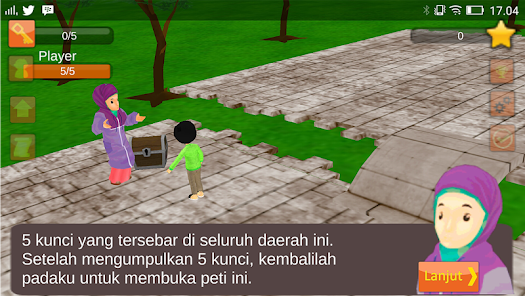 17.04
0/5
0
Player
5/5
5 kunci yang tersebar di seluruh daerah ini.
Setelah mengumpulkan 5 kunci, kembalilah
padaku untuk membuka peti ini.
Lanjut